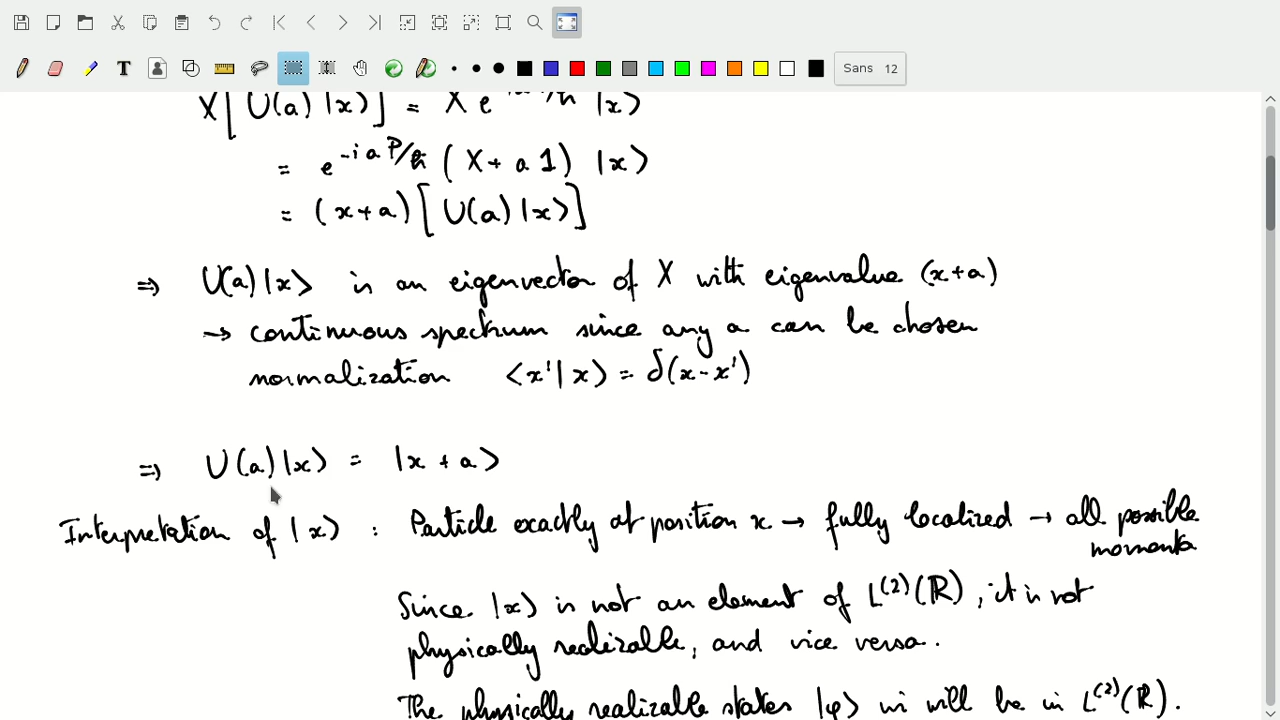 Sans 12
X[ U(a) |x⟩] = X e |x⟩
= e^{-iaP/ħ} (X + a 1) |x⟩
= (x+a) [U(a) |x⟩]
⇒ U(a) |x⟩ is an eigenvector of X with eigenvalue (x+a)
→ continuous spectrum since any a can be chosen
normalization ⟨x'|x⟩ = δ(x-x')
⇒ U(a) |x⟩ = |x + a⟩
Interpretation of |x⟩ : Particle exactly at position x → fully localized → all possible
momenta
Since |x⟩ is not an element of L^{(2)}(ℝ), it is not
physically realizable, and vice versa.
The physically realizable states |φ⟩ will be in L^{(2)}(ℝ).